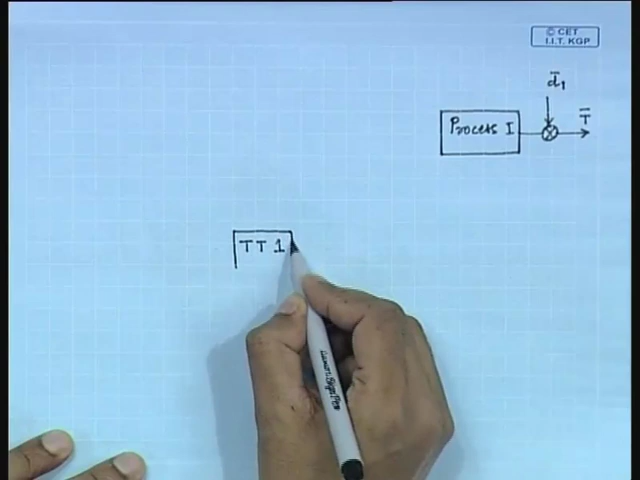 © CET
I.I.T. KGP
d̄₁
Process I
T̄
TT 1